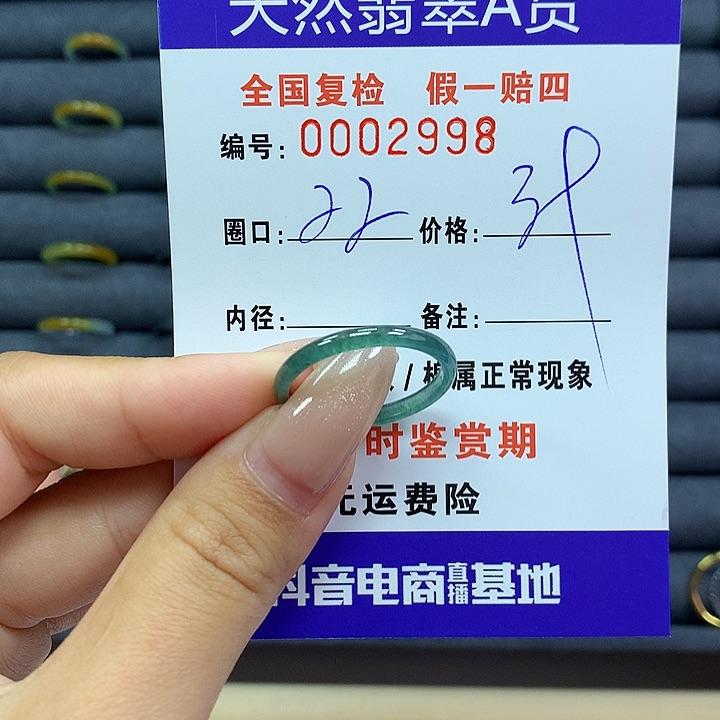 天然翡翠A货
全国复检 假一赔四
编号: 0002998
圈口: 22 价格: 39
内径: 备注:
/棉属正常现象
时鉴赏期
无运费险
抖音电商直播基地